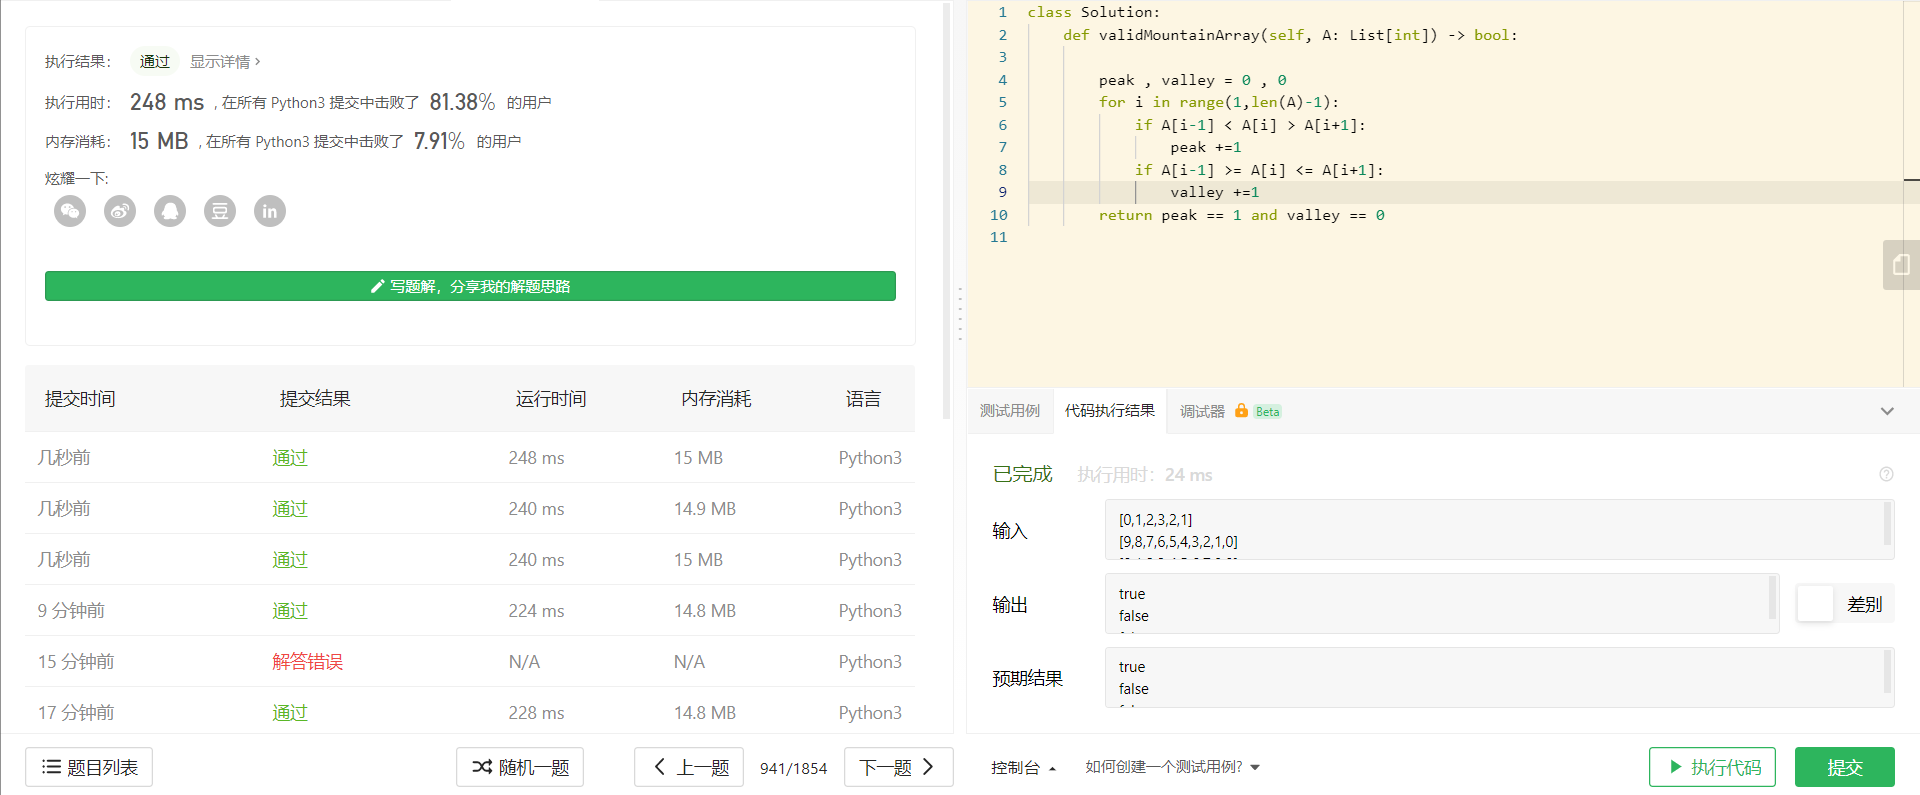 执行结果： 通过 显示详情 ›
执行用时： 248 ms , 在所有 Python3 提交中击败了 81.38% 的用户
内存消耗： 15 MB , 在所有 Python3 提交中击败了 7.91% 的用户
炫耀一下:
写题解，分享我的解题思路
提交时间 提交结果 运行时间 内存消耗 语言
几秒前 通过 248 ms 15 MB Python3
几秒前 通过 240 ms 14.9 MB Python3
几秒前 通过 240 ms 15 MB Python3
9 分钟前 通过 224 ms 14.8 MB Python3
15 分钟前 解答错误 N/A N/A Python3
17 分钟前 通过 228 ms 14.8 MB Python3
题目列表 随机一题 上一题 941/1854 下一题
1 class Solution:
2     def validMountainArray(self, A: List[int]) -> bool:
3
4         peak , valley = 0 , 0
5         for i in range(1,len(A)-1):
6             if A[i-1] < A[i] > A[i+1]:
7                 peak +=1
8             if A[i-1] >= A[i] <= A[i+1]:
9                 valley +=1
10         return peak == 1 and valley == 0
11
测试用例 代码执行结果 调试器 Beta
已完成 执行用时：24 ms
输入
[0,1,2,3,2,1]
[9,8,7,6,5,4,3,2,1,0]
输出
true
false
差别
预期结果
true
false
控制台 如何创建一个测试用例? 执行代码 提交